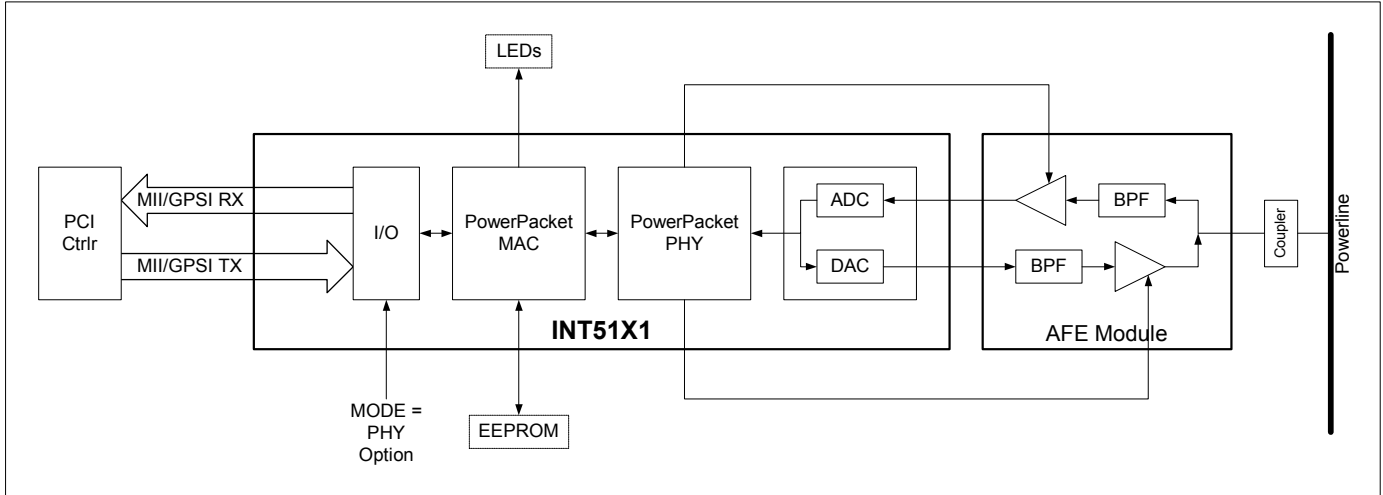 LEDs
PCI
Ctrlr
MII/GPSI RX
MII/GPSI TX
I/O
PowerPacket
MAC
PowerPacket
PHY
ADC
DAC
BPF
BPF
Coupler
Powerline
INT51X1
AFE Module
MODE =
PHY
Option
EEPROM